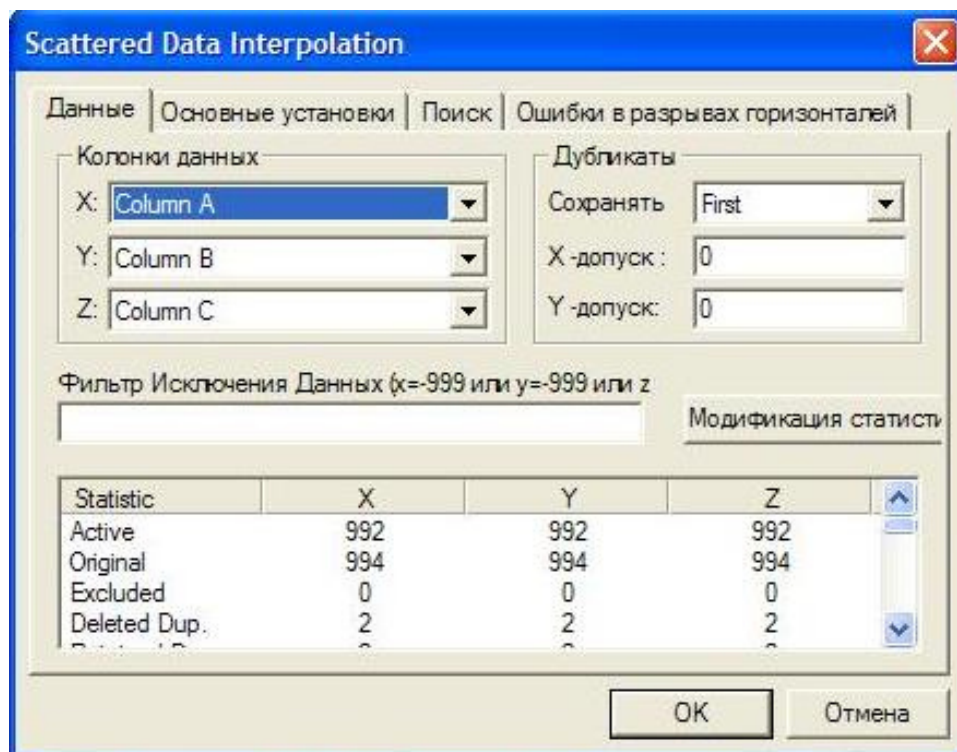 Scattered Data Interpolation
Данные Основные установки Поиск Ошибки в разрывах горизонталей
Колонки данных Дубликаты
X: Column A Сохранять First
Y: Column B X -допуск : 0
Z: Column C Y -допуск: 0
Фильтр Исключения Данных (x=-999 или y=-999 или z
Модификация статисти
Statistic X Y Z
Active 992 992 992
Original 994 994 994
Excluded 0 0 0
Deleted Dup. 2 2 2
OK Отмена